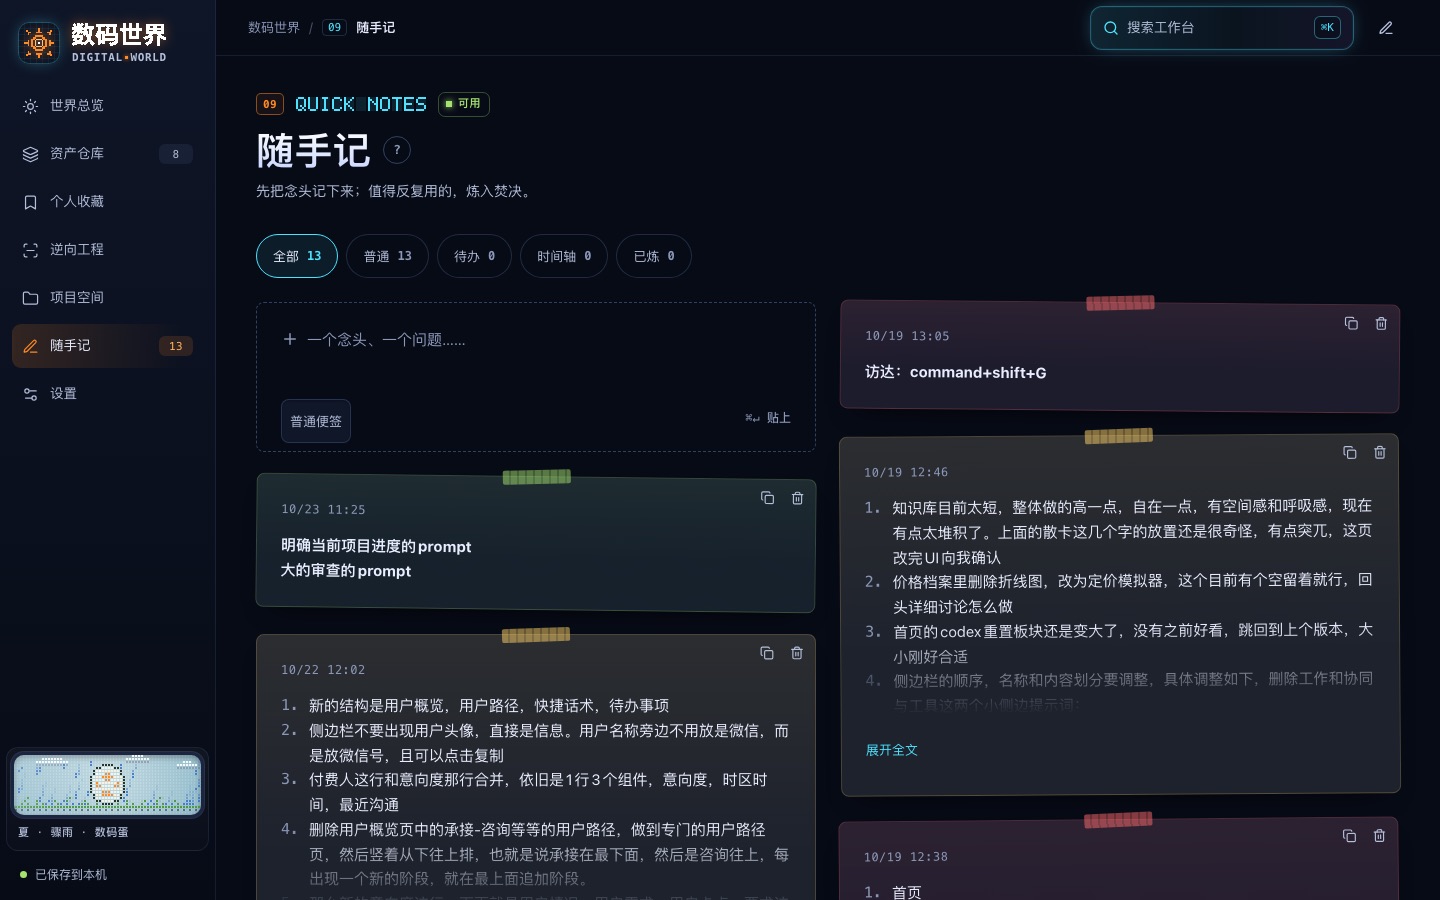 数码世界
DIGITAL WORLD
世界总览
资产仓库 8
个人收藏
逆向工程
项目空间
随手记 13
设置
夏 · 骤雨 · 数码蛋
已保存到本机
数码世界 / 09 随手记
搜索工作台 ⌘K
09 QUICK NOTES 可用
随手记 ?
先把念头记下来；值得反复用的，炼入焚决。
全部 13
普通 13
待办 0
时间轴 0
已炼 0
一个念头、一个问题……
普通便签
⌘↵ 贴上
10/23 11:25
明确当前项目进度的prompt
大的审查的prompt
10/22 12:02
1. 新的结构是用户概览，用户路径，快捷话术，待办事项
2. 侧边栏不要出现用户头像，直接是信息。用户名称旁边不用放是微信，而
是放微信号，且可以点击复制
3. 付费人这行和意向度那行合并，依旧是1行3个组件，意向度，时区时
间，最近沟通
4. 删除用户概览页中的承接-咨询等等的用户路径，做到专门的用户路径
页，然后竖着从下往上排，也就是说承接在最下面，然后是咨询往上，每
出现一个新的阶段，就在最上面追加阶段。
10/19 13:05
访达：command+shift+G
10/19 12:46
1. 知识库目前太短，整体做的高一点，自在一点，有空间感和呼吸感，现在
有点太堆积了。上面的散卡这几个字的放置还是很奇怪，有点突兀，这页
改完UI向我确认
2. 价格档案里删除折线图，改为定价模拟器，这个目前有个空留着就行，回
头详细讨论怎么做
3. 首页的codex重置板块还是变大了，没有之前好看，跳回到上个版本，大
小刚好合适
4. 侧边栏的顺序，名称和内容划分要调整，具体调整如下，删除工作和协同
与工具这两个小侧边提示词；
展开全文
10/19 12:38
1. 首页